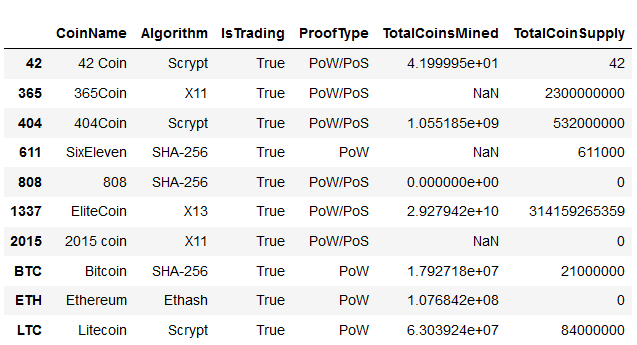 CoinName Algorithm IsTrading ProofType TotalCoinsMined TotalCoinSupply
42 42 Coin Scrypt True PoW/PoS 4.199995e+01 42
365 365Coin X11 True PoW/PoS NaN 2300000000
404 404Coin Scrypt True PoW/PoS 1.055185e+09 532000000
611 SixEleven SHA-256 True PoW NaN 611000
808 808 SHA-256 True PoW/PoS 0.000000e+00 0
1337 EliteCoin X13 True PoW/PoS 2.927942e+10 314159265359
2015 2015 coin X11 True PoW/PoS NaN 0
BTC Bitcoin SHA-256 True PoW 1.792718e+07 21000000
ETH Ethereum Ethash True PoW 1.076842e+08 0
LTC Litecoin Scrypt True PoW 6.303924e+07 84000000